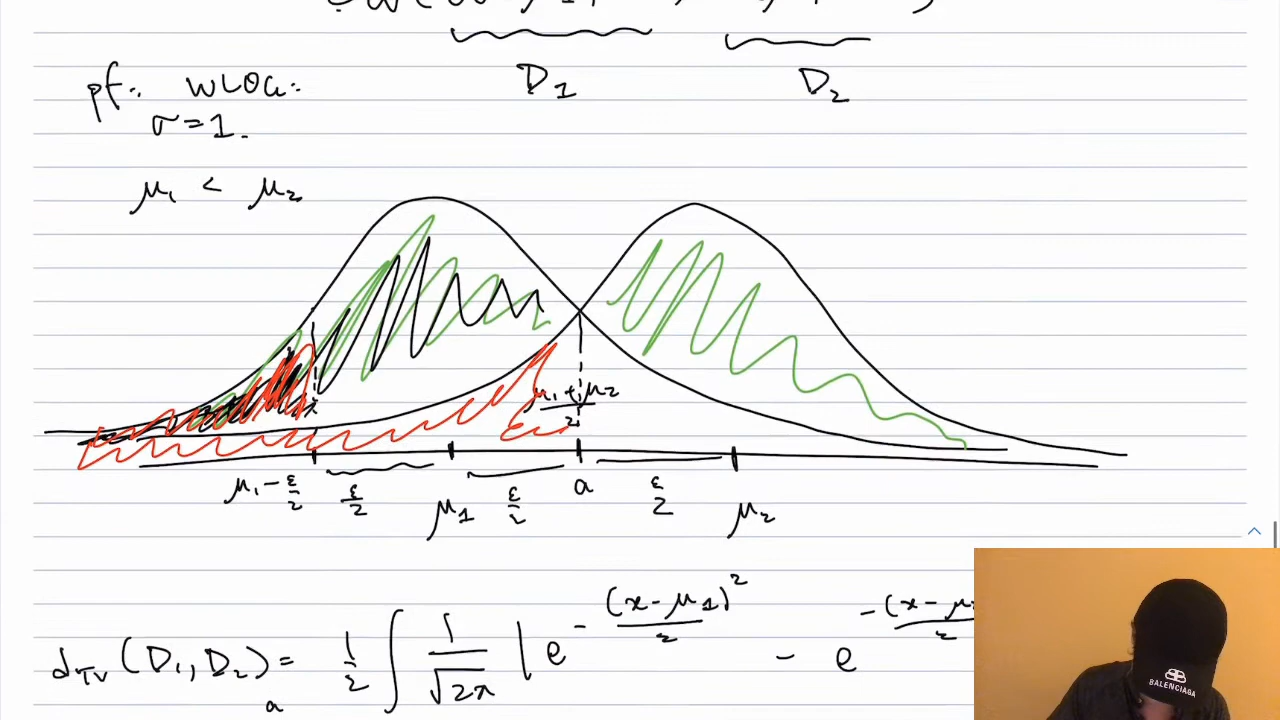 D₁ D₂
pf: WLOG:
σ = 1.
μ₁ < μ₂
(μ₁ + μ₂)/2
μ₁ - ε/2 ε/2 μ₁ ε/2 a ε/2 μ₂
d_TV (D₁, D₂) = 1/2 ∫ 1/√2π | e^{-(x-μ₁)²/2} - e^{-(x-μ
a
BALENCIAGA